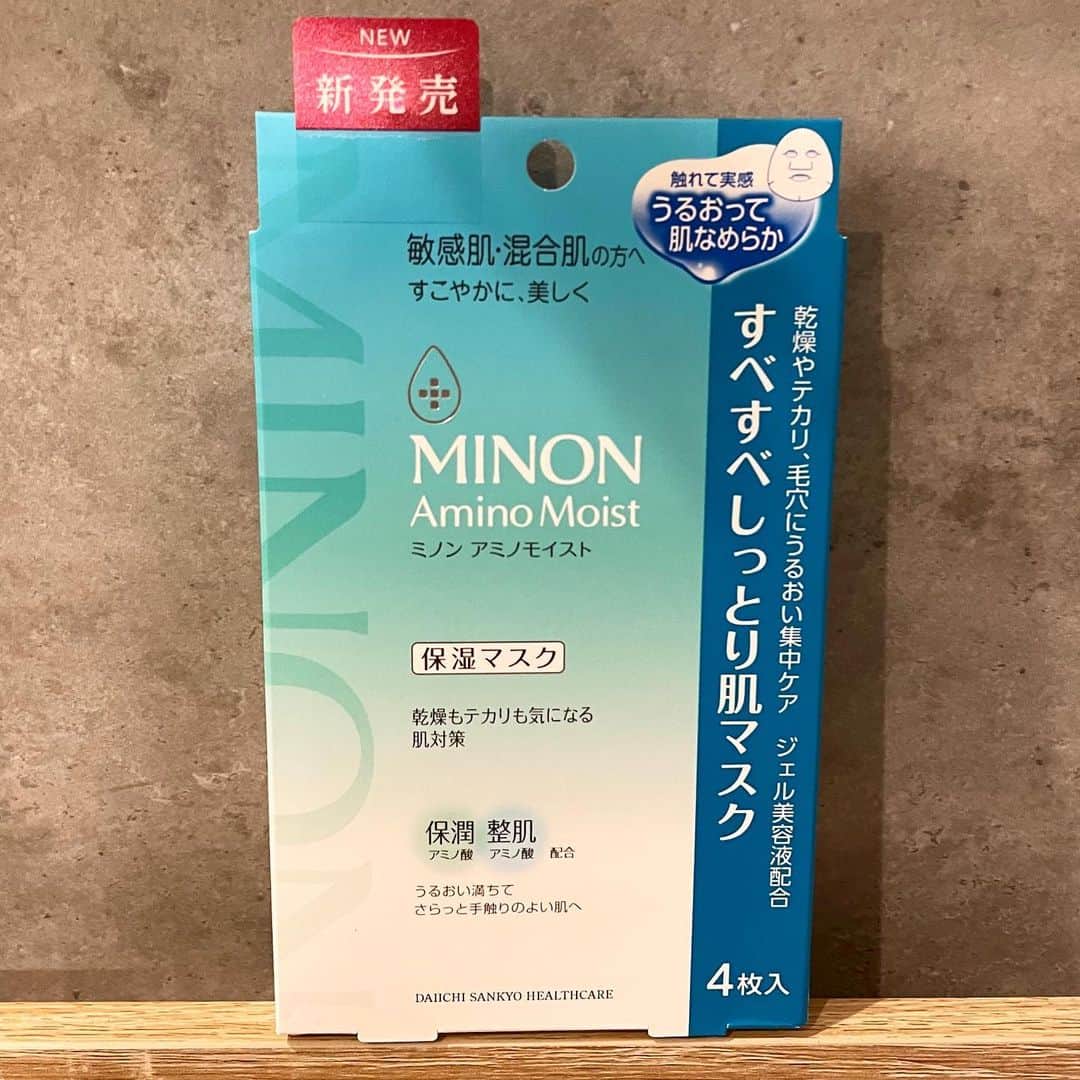 NEW
新発売
触れて実感
うるおって
肌なめらか
敏感肌・混合肌の方へ
すこやかに、美しく
MINON
Amino Moist
ミノン アミノモイスト
保湿マスク
乾燥もテカリも気になる
肌対策
保潤 整肌
アミノ酸 アミノ酸 配合
うるおい満ちて
さらっと手触りのよい肌へ
DAIICHI SANKYO HEALTHCARE
乾燥やテカリ、毛穴にうるおい集中ケア ジェル美容液配合
すべすべしっとり肌マスク
4枚入
MINON